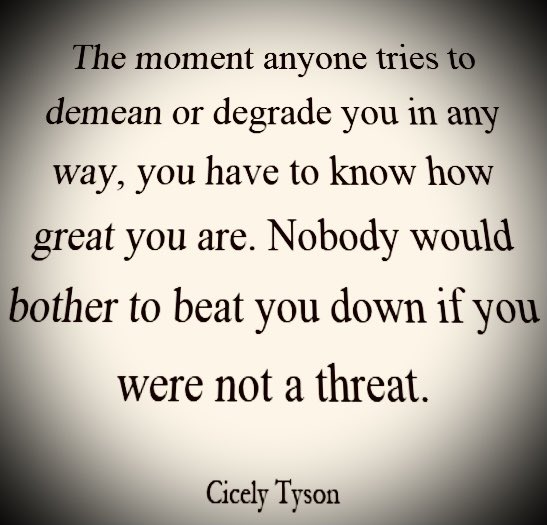 The moment anyone tries to
demean or degrade you in any
way, you have to know how
great you are. Nobody would
bother to beat you down if you
were not a threat.
Cicely Tyson